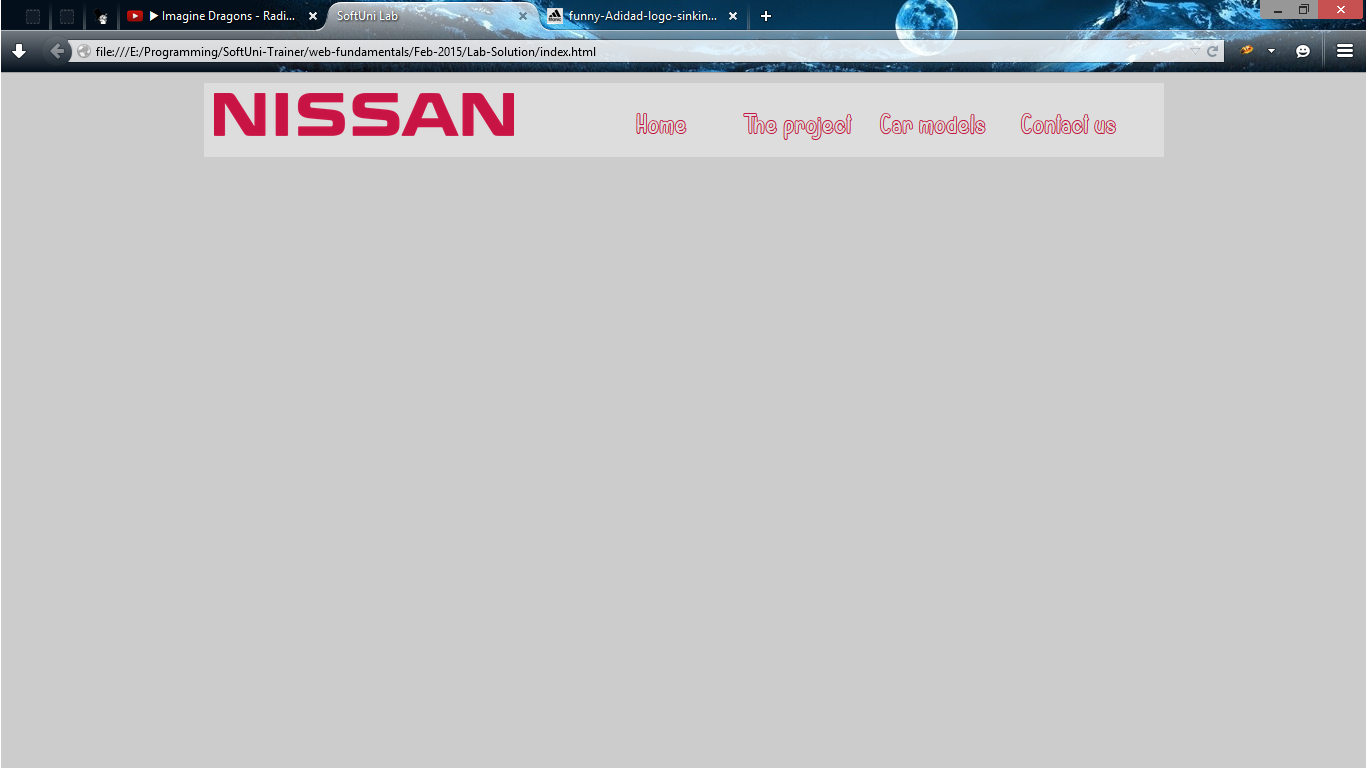 ▶ Imagine Dragons - Radi...
SoftUni Lab
funny-Adidad-logo-sinkin...
file:///E:/Programming/SoftUni-Trainer/web-fundamentals/Feb-2015/Lab-Solution/index.html
NISSAN
Home The project Car models Contact us